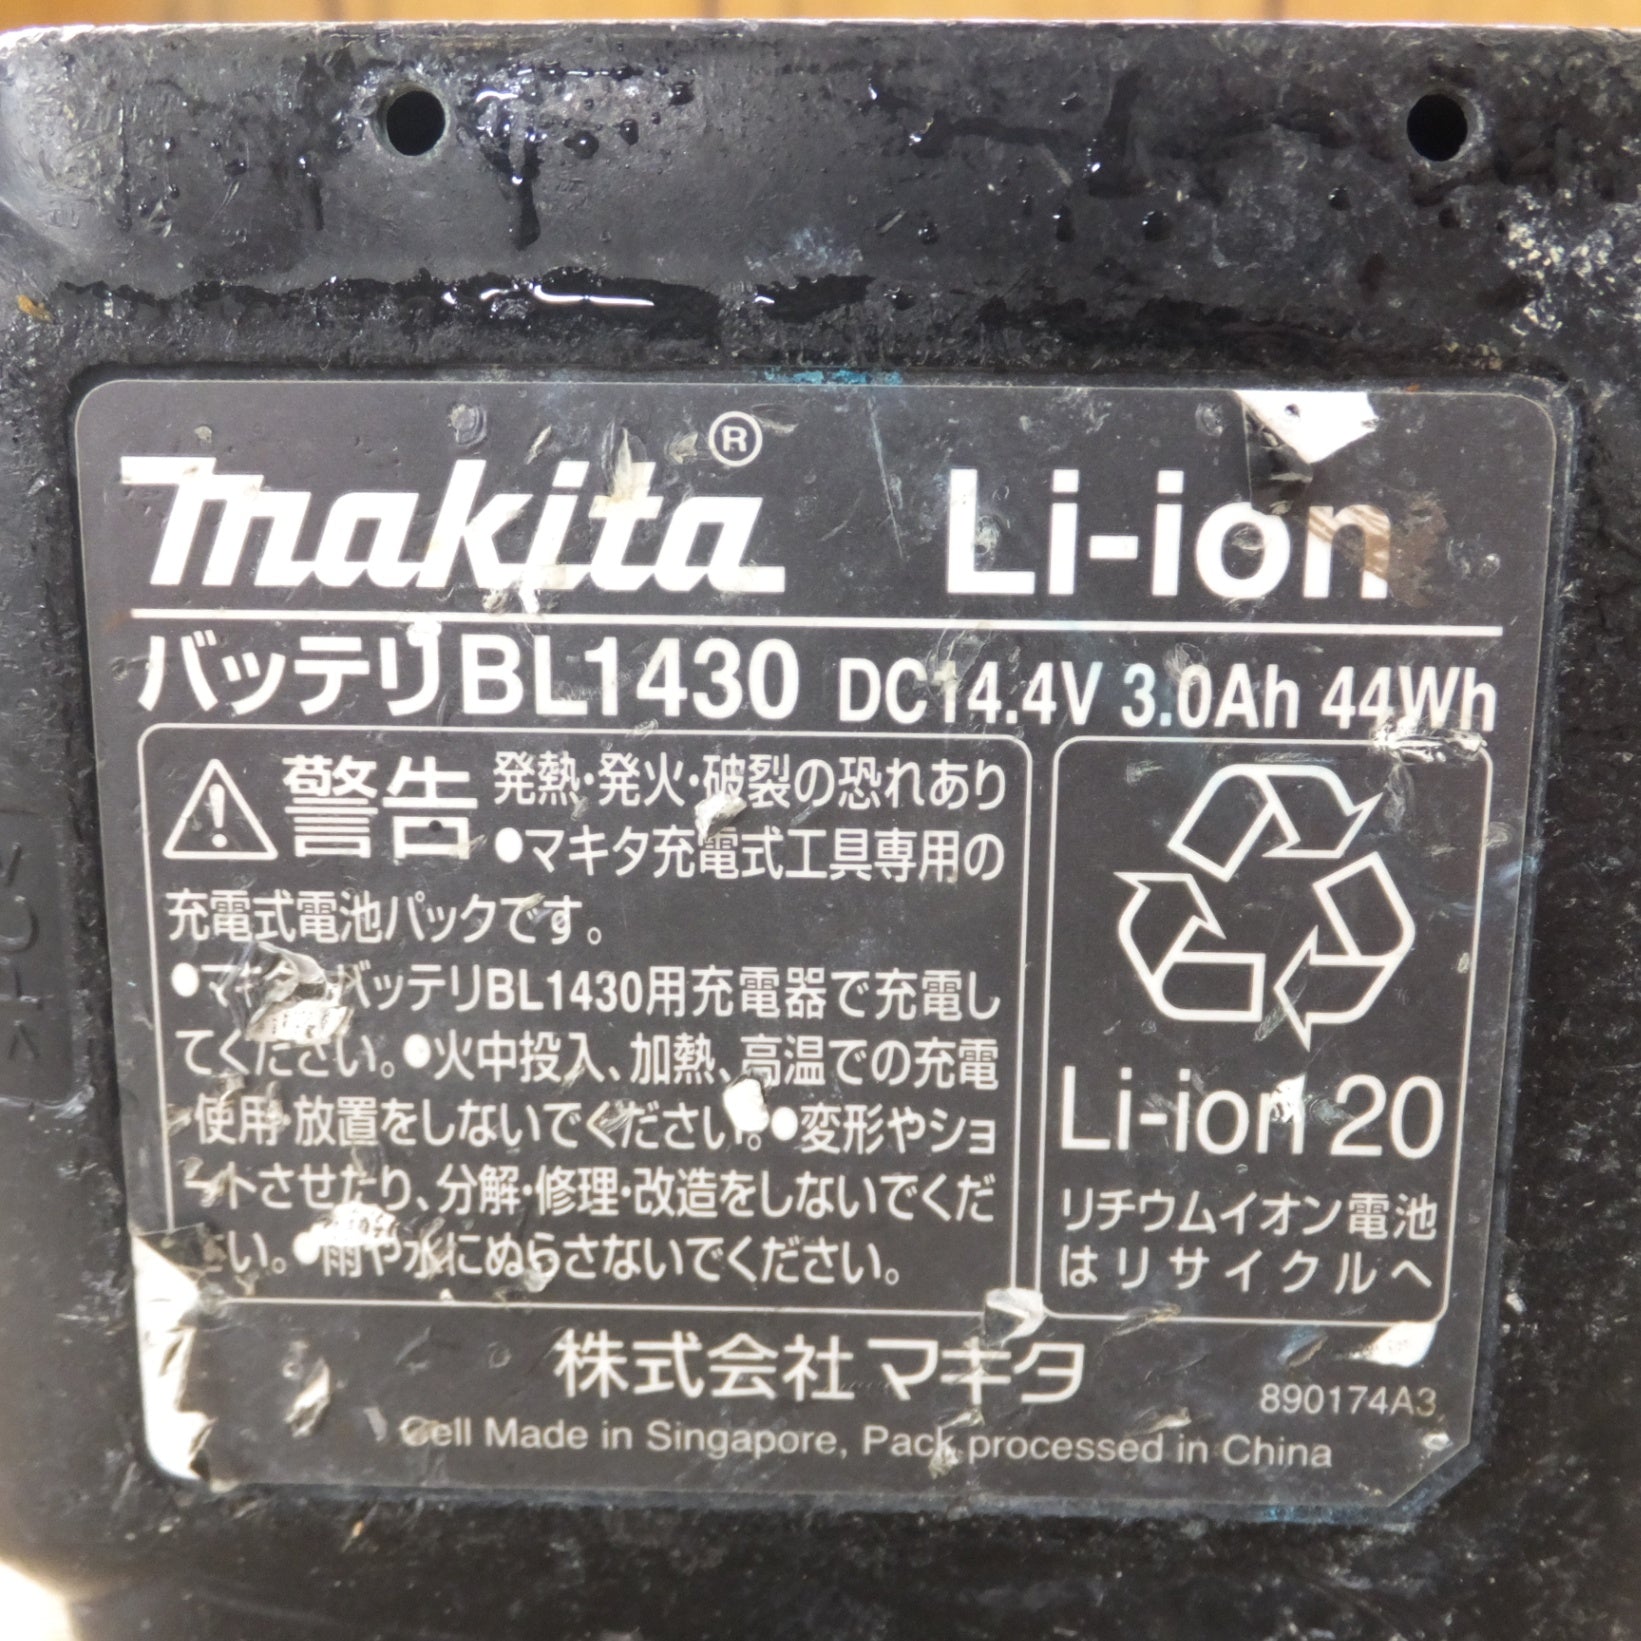 makita® Li-ion
バッテリBL1430 DC14.4V 3.0Ah 44Wh
警告 発熱・発火・破裂の恐れあり
●マキタ充電式工具専用の
充電式電池パックです。
●マキタ バッテリBL1430用充電器で充電し
てください。●火中投入、加熱、高温での充電
使用・放置をしないでください。●変形やショ
ートさせたり、分解・修理・改造をしないでくだ
さい。●雨や水にぬらさないでください。
Li-ion 20
リチウムイオン電池
はリサイクルへ
株式会社マキタ
890174A3
Cell Made in Singapore, Pack processed in China